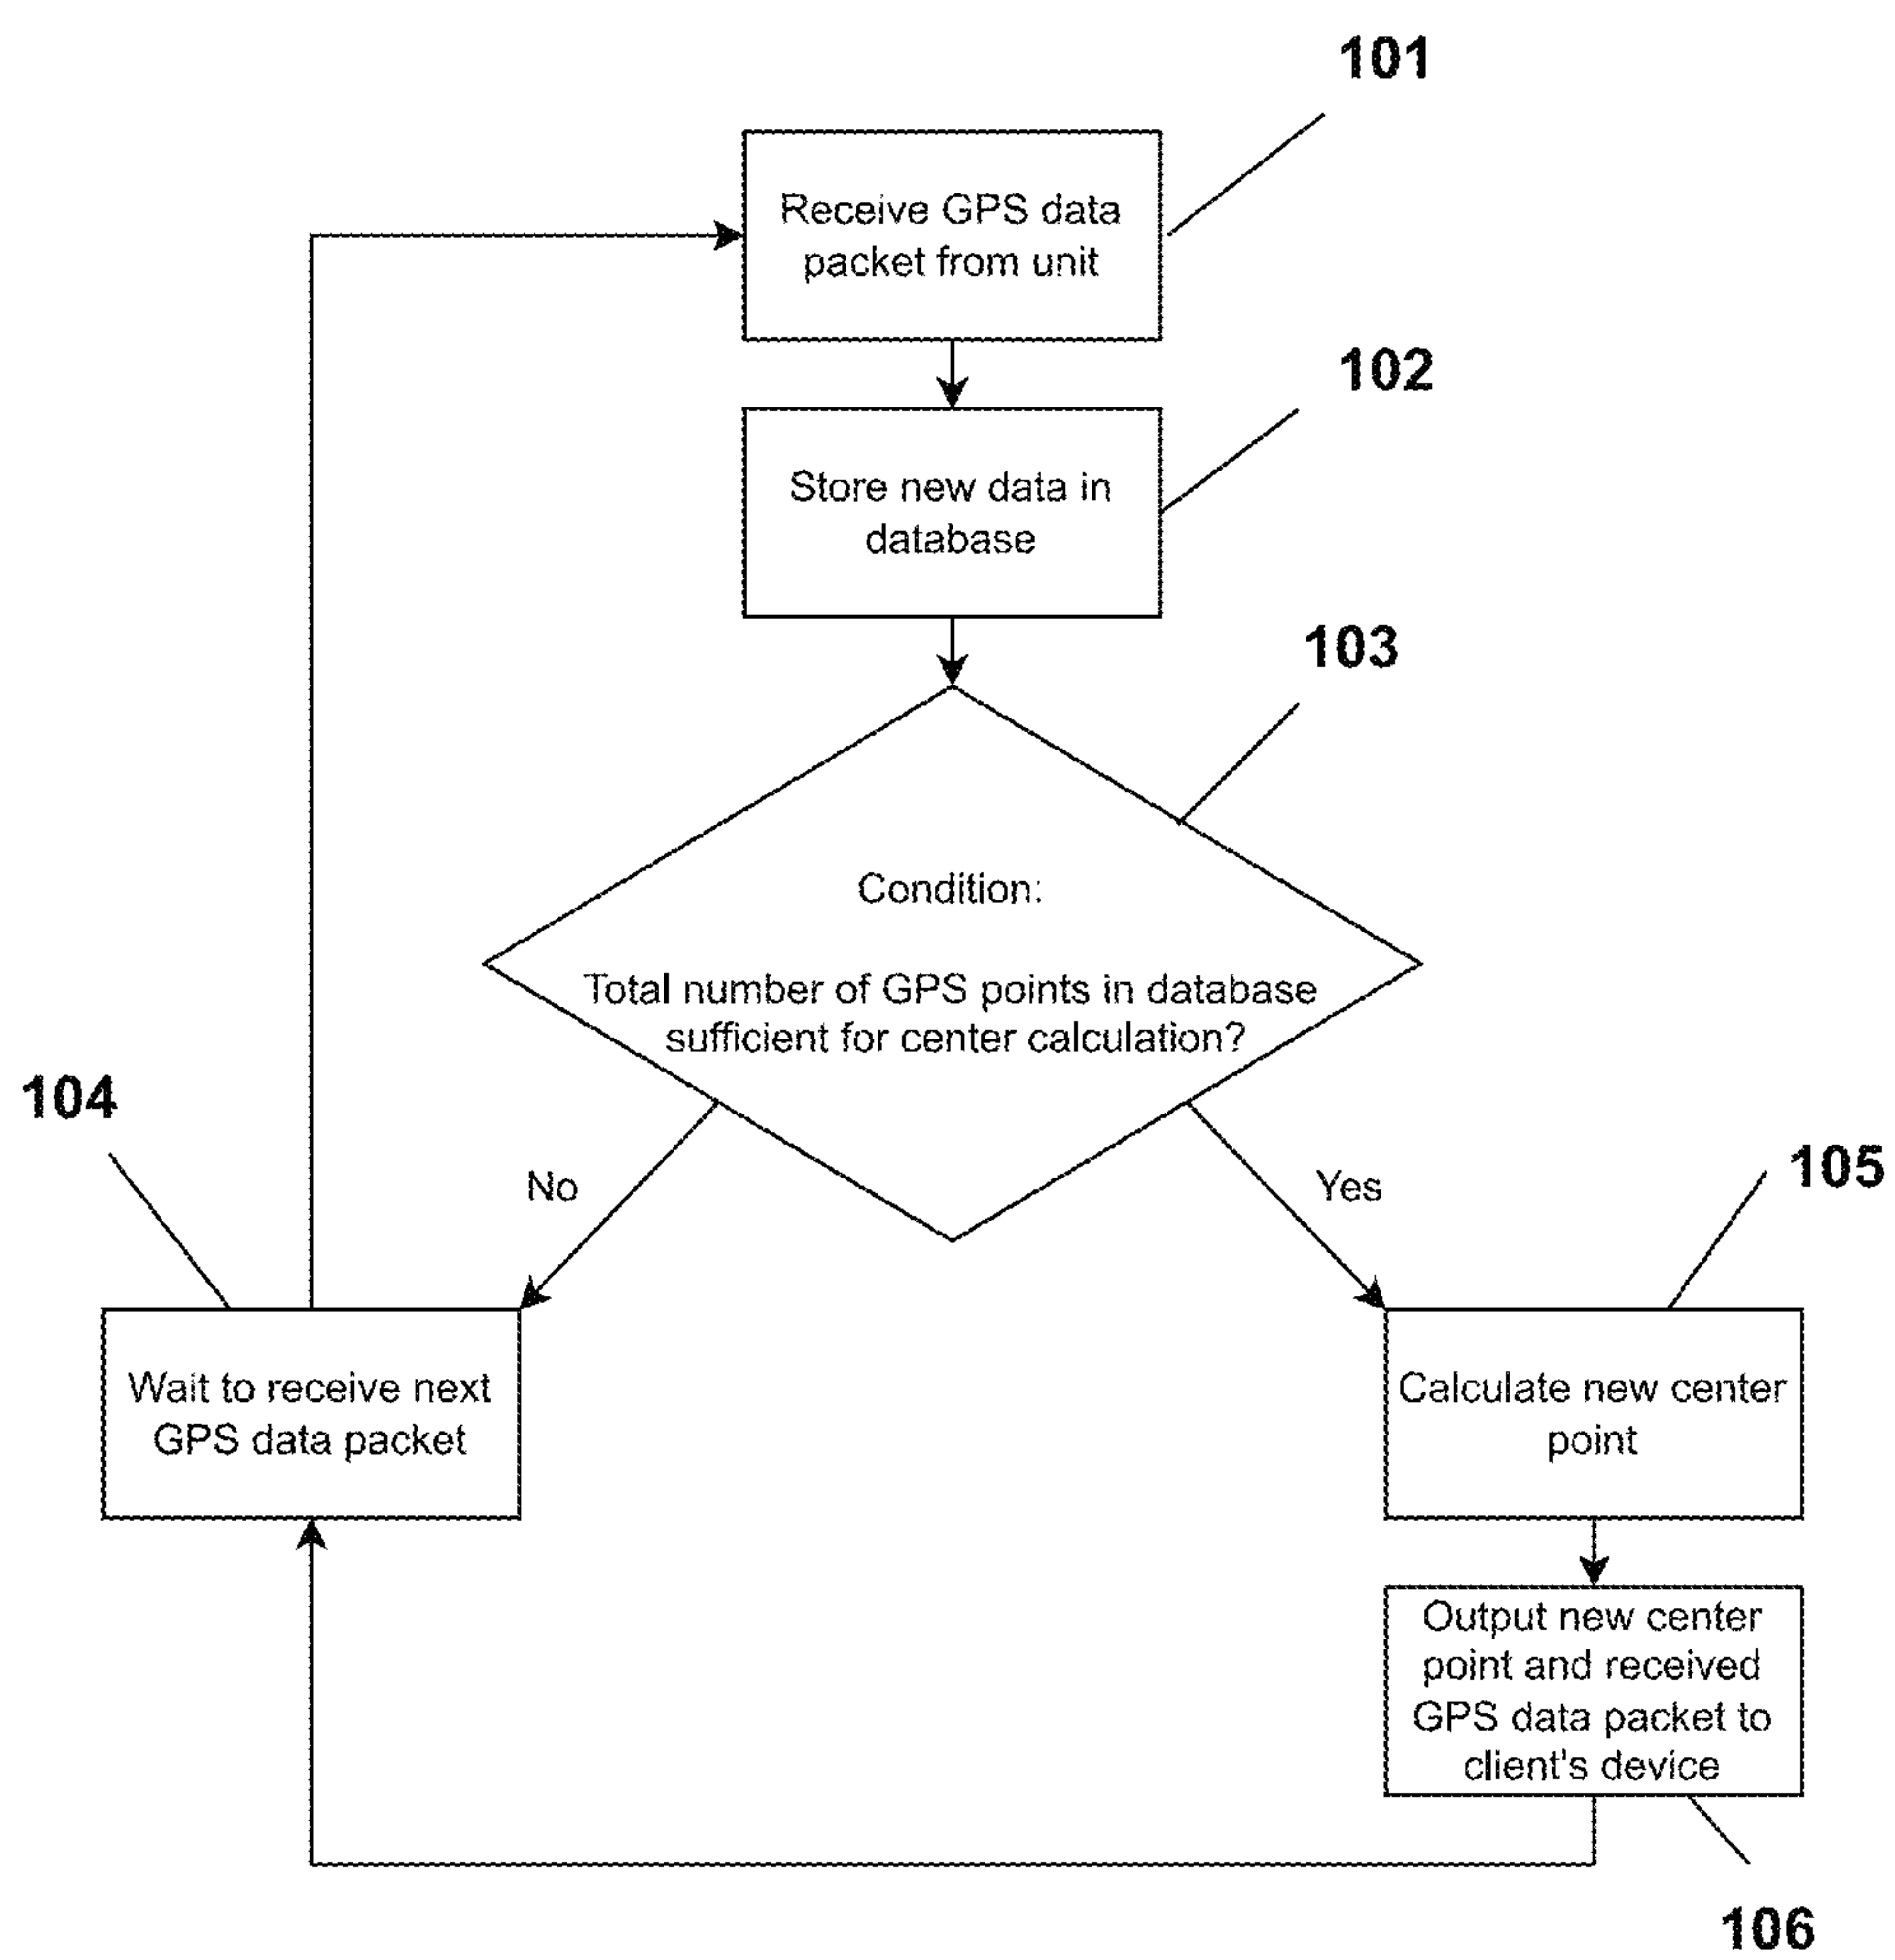 101
Receive GPS data
packet from unit
102
Store new data in
database
103
Condition:
Total number of GPS points in database
sufficient for center calculation?
104
No
Yes
105
Wait to receive next
GPS data packet
Calculate new center
point
Output new center
point and received
GPS data packet to
client's device
106